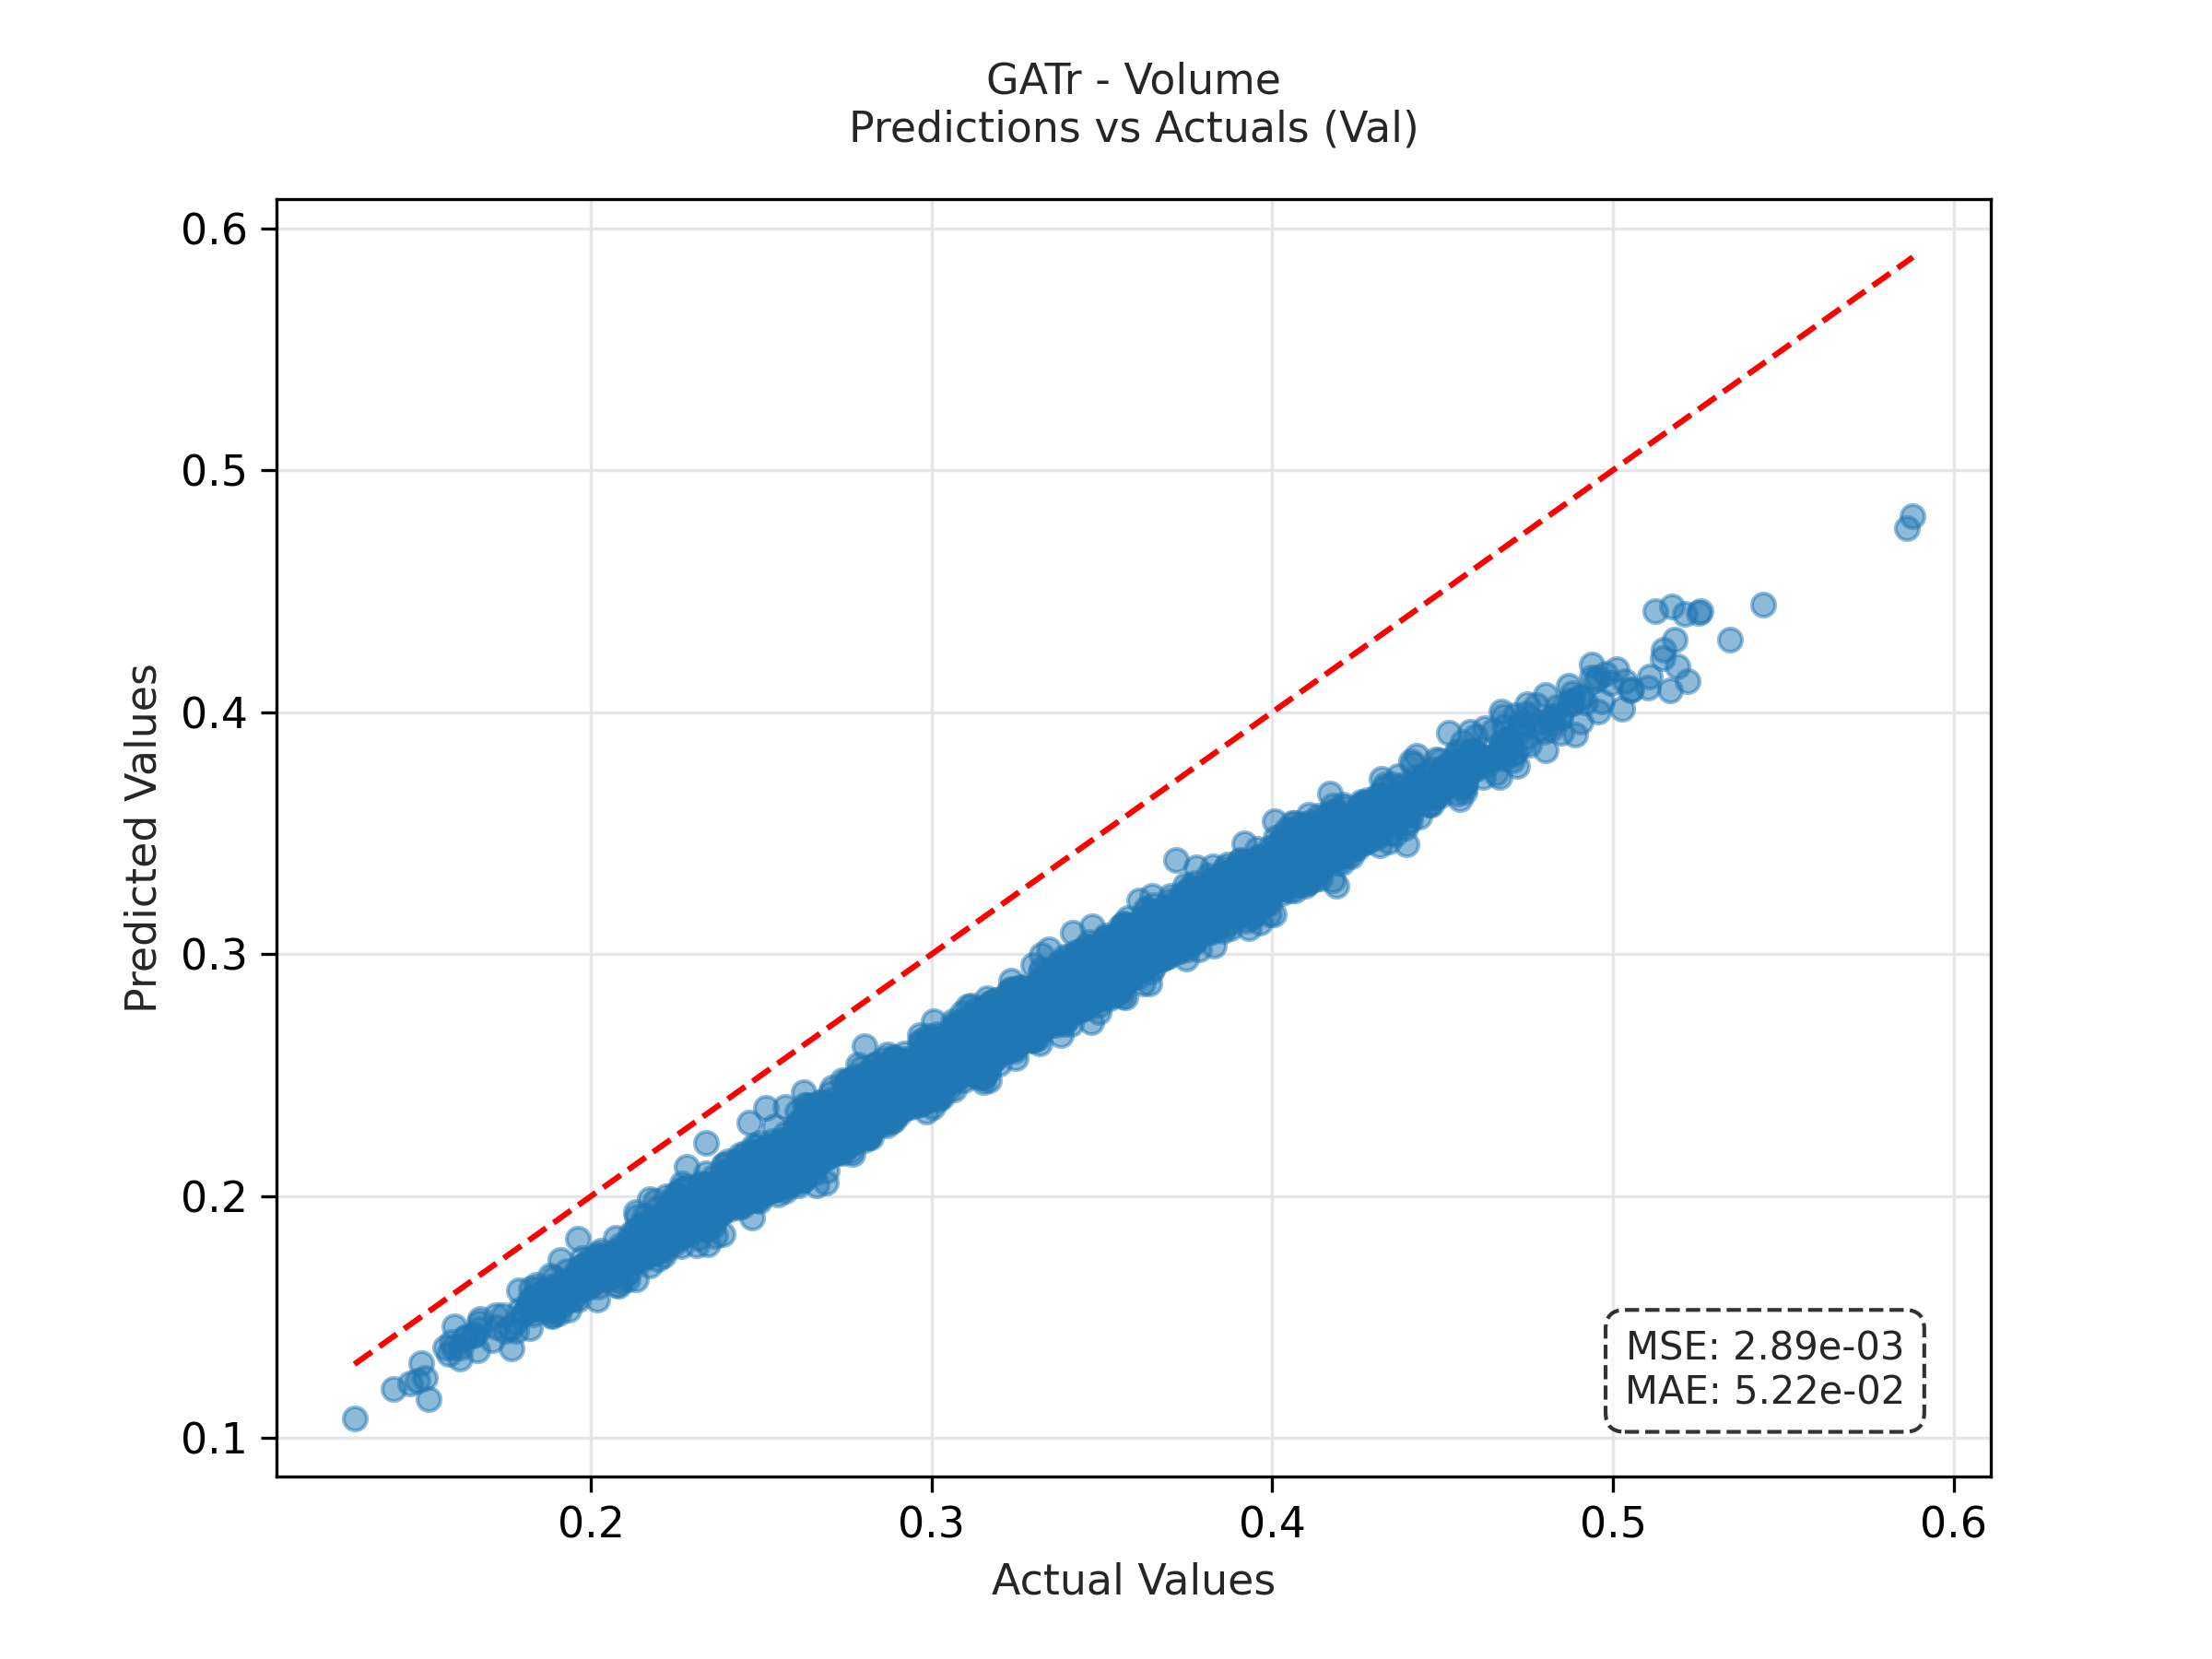 GATr - Volume
Predictions vs Actuals (Val)
0.6
0.5
0.4
0.3
0.2
0.1
Predicted Values
MSE: 2.89e-03
MAE: 5.22e-02
0.2
0.3
0.4
0.5
0.6
Actual Values